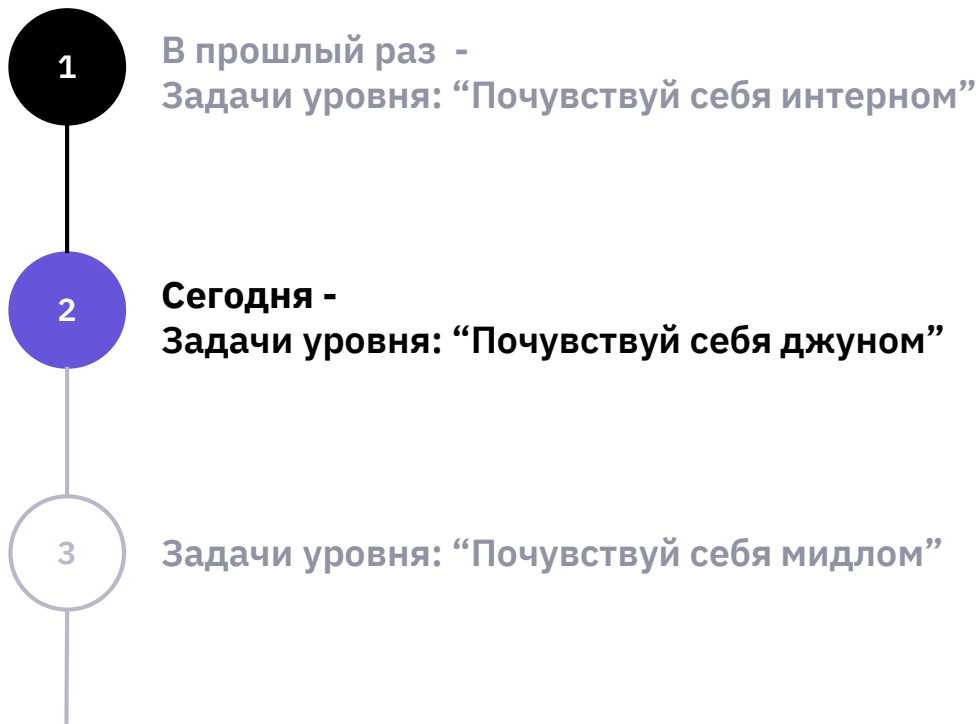 1
В прошлый раз -
Задачи уровня: “Почувствуй себя интерном”
2
Сегодня -
Задачи уровня: “Почувствуй себя джуном”
3
Задачи уровня: “Почувствуй себя мидлом”